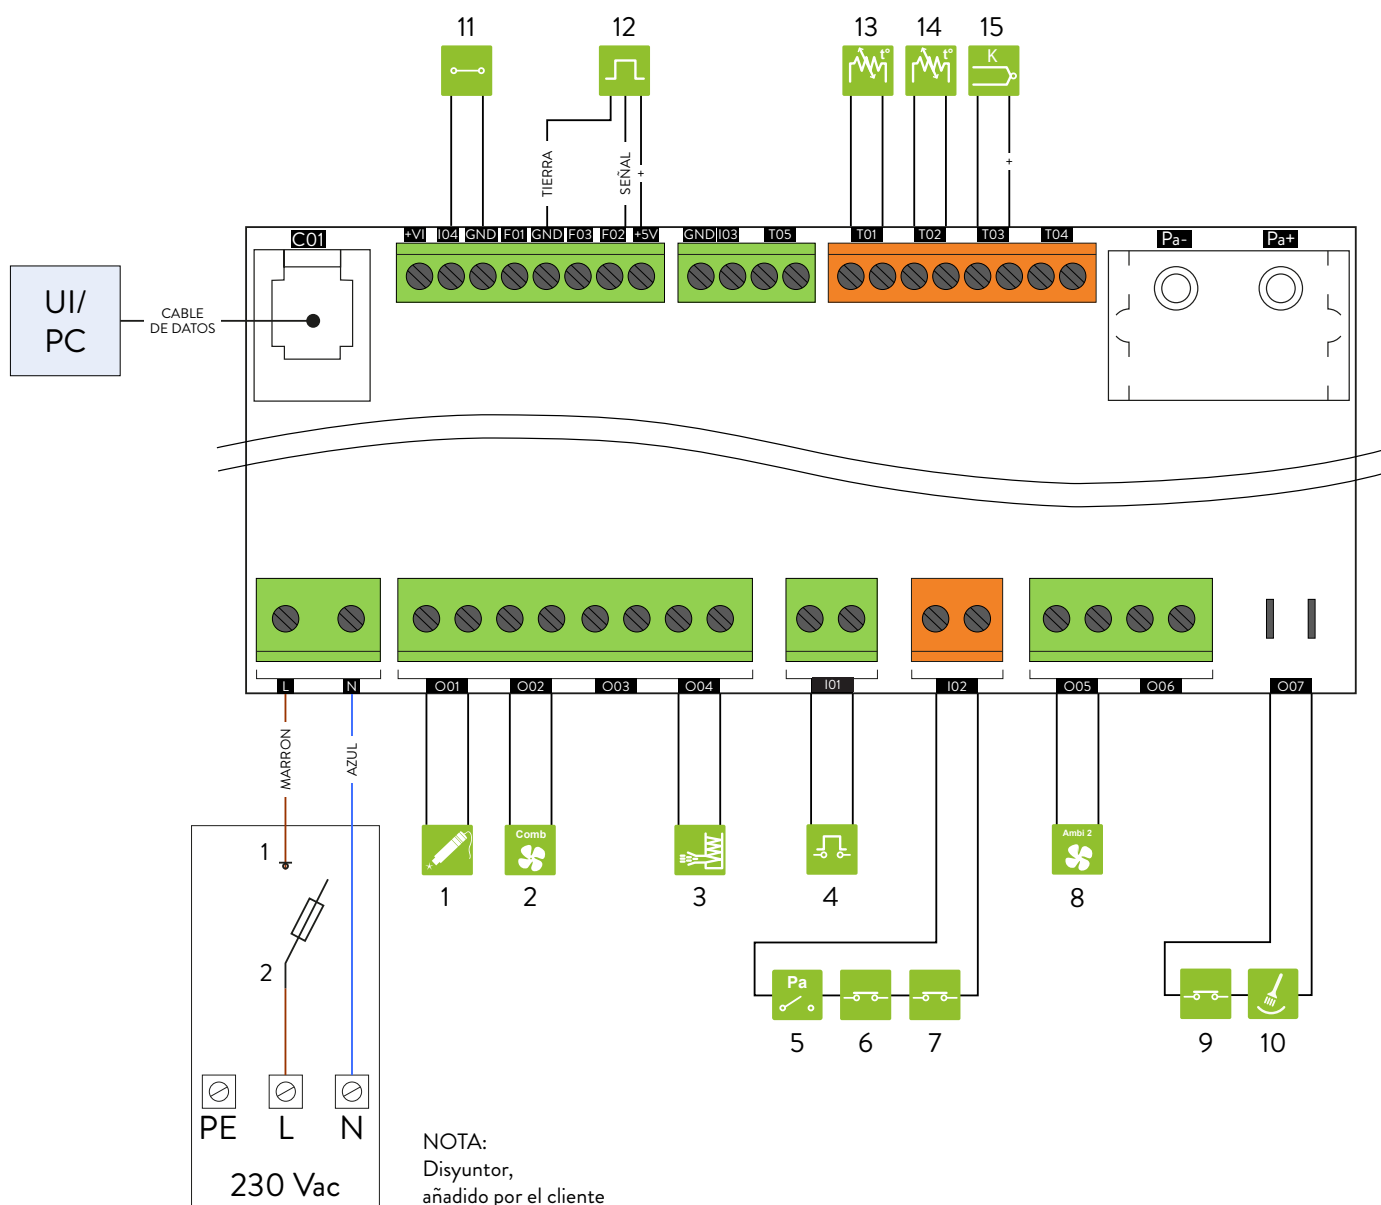 11 12 13 14 15
t° t° K
TIERRA
SEÑAL
+
+
C01
+VI I04 GND F01 GND F03 F02 +5V
GND I03 T05
T01 T02 T03 T04
Pa- Pa+
UI/
PC
CABLE
DE DATOS
L N
O01 O02 O03 O04
I01
I02
O05 O06
O07
MARRON
AZUL
1
2
Comb
Ambi 2
1 2 3 4 8
Pa
5 6 7 9 10
PE L N
230 Vac
NOTA:
Disyuntor,
añadido por el cliente